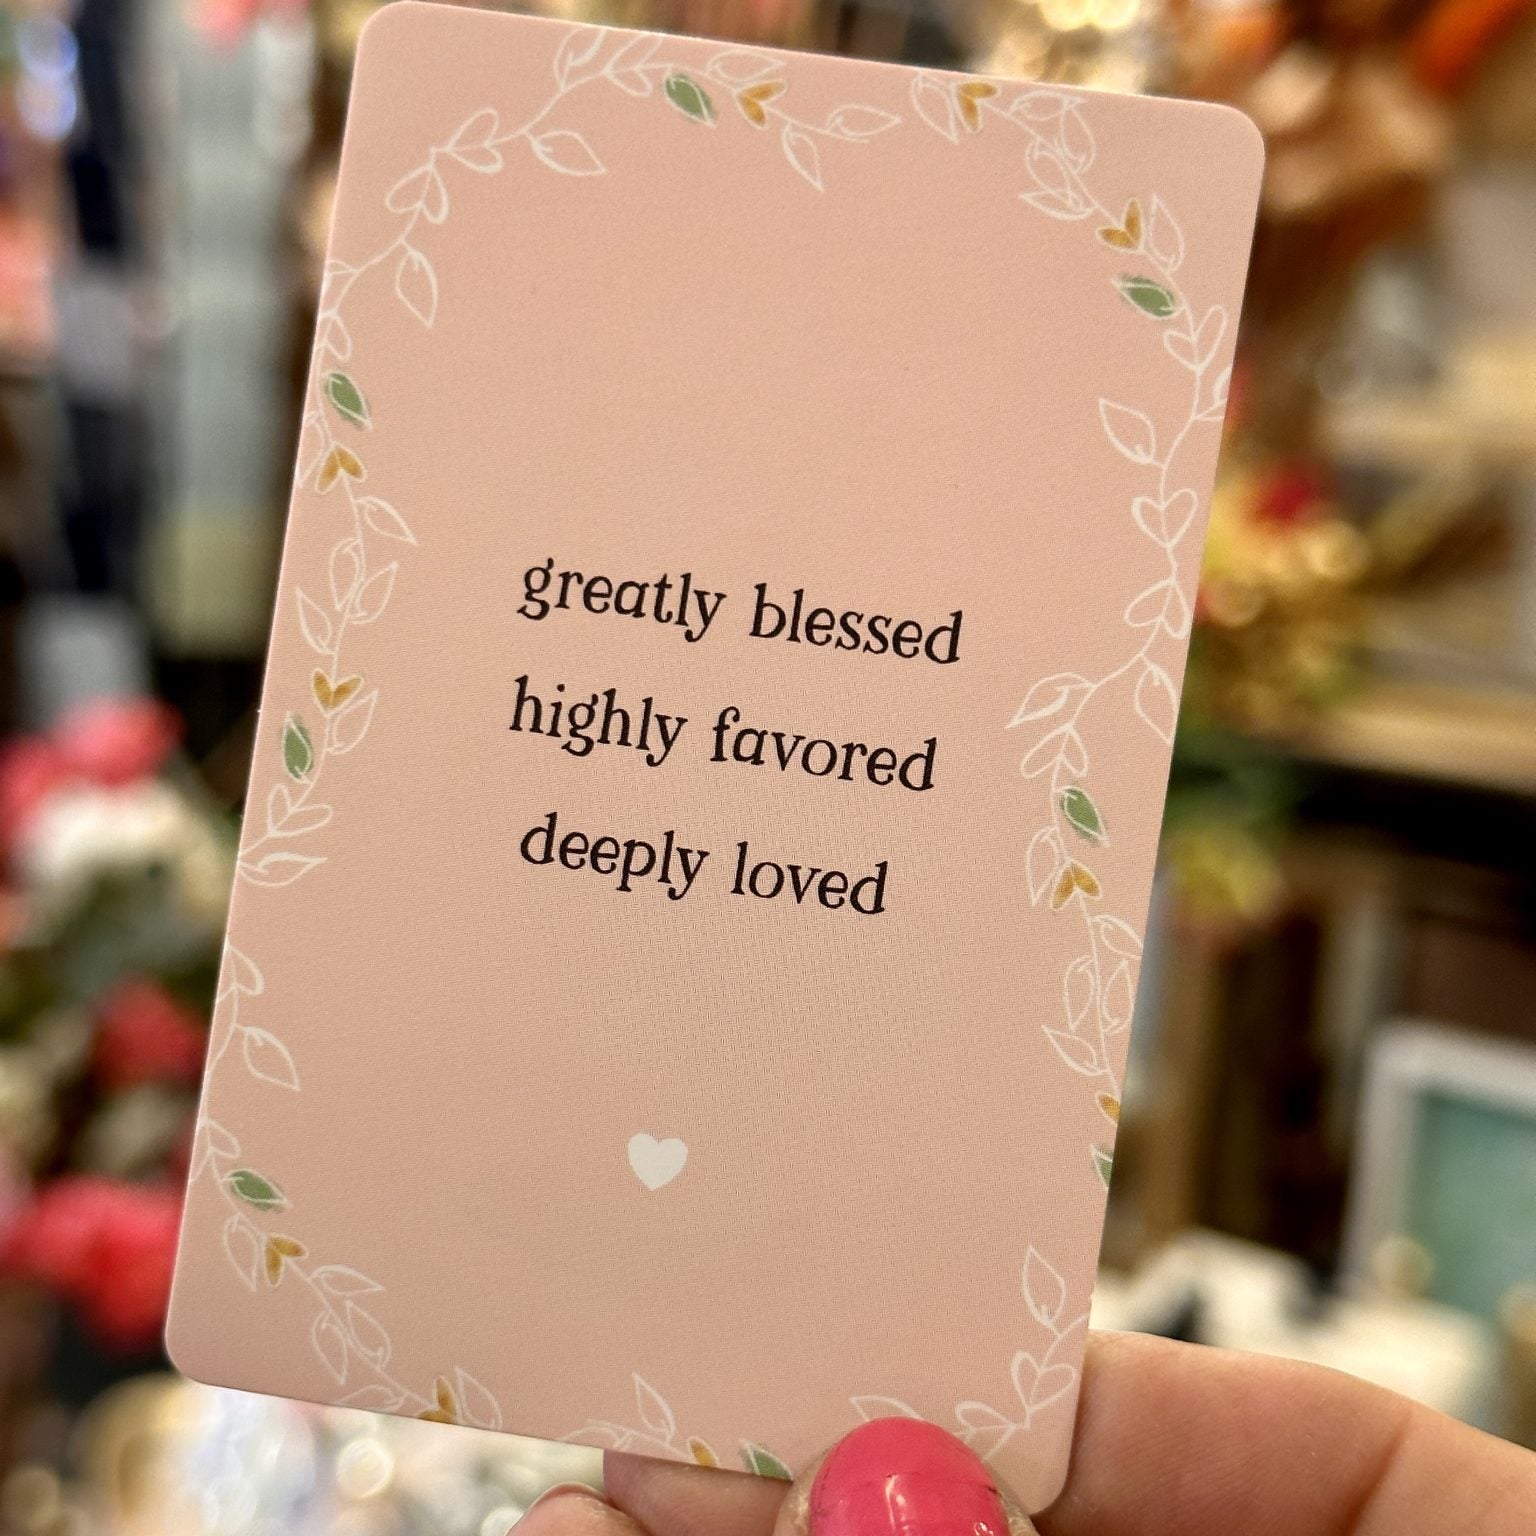 greatly blessed
highly favored
deeply loved